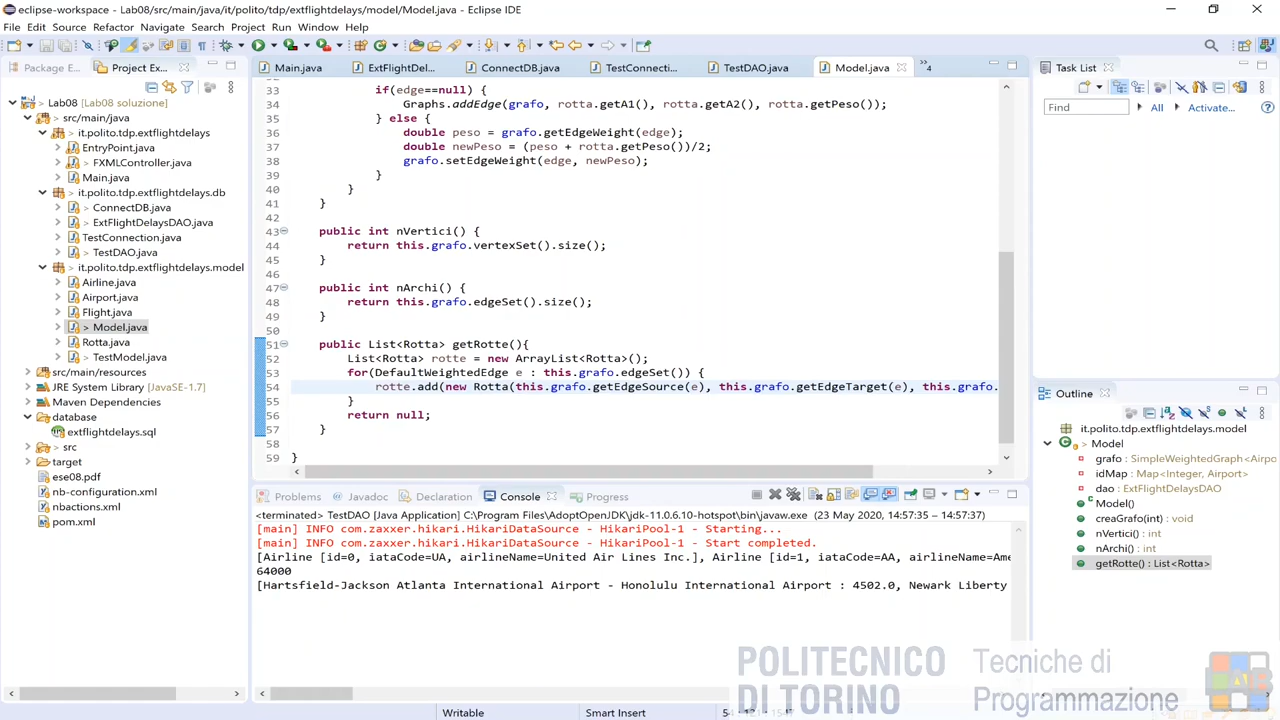 eclipse-workspace - Lab08/src/main/java/it/polito/tdp/extflightdelays/model/Model.java - Eclipse IDE
File Edit Source Refactor Navigate Search Project Run Window Help
Package E... Project Ex...
Main.java ExtFlightDel... ConnectDB.java TestConnecti... TestDAO.java Model.java 4
Task List
Find All Activate...
Lab08 [Lab08 soluzione]
src/main/java
it.polito.tdp.extflightdelays
EntryPoint.java
> FXMLController.java
Main.java
it.polito.tdp.extflightdelays.db
> ConnectDB.java
> ExtFlightDelaysDAO.java
TestConnection.java
> TestDAO.java
> it.polito.tdp.extflightdelays.model
Airline.java
Airport.java
Flight.java
> Model.java
Rotta.java
> TestModel.java
src/main/resources
JRE System Library [JavaSE-1.7]
Maven Dependencies
database
extflightdelays.sql
src
target
ese08.pdf
nb-configuration.xml
nbactions.xml
pom.xml
33 if(edge==null) {
34 Graphs.addEdge(grafo, rotta.getA1(), rotta.getA2(), rotta.getPeso());
35 } else {
36 double peso = grafo.getEdgeWeight(edge);
37 double newPeso = (peso + rotta.getPeso())/2;
38 grafo.setEdgeWeight(edge, newPeso);
39 }
40 }
41 }
42
43 public int nVertici() {
44 return this.grafo.vertexSet().size();
45 }
46
47 public int nArchi() {
48 return this.grafo.edgeSet().size();
49 }
50
51 public List<Rotta> getRotte(){
52 List<Rotta> rotte = new ArrayList<Rotta>();
53 for(DefaultWeightedEdge e : this.grafo.edgeSet()) {
54 rotte.add(new Rotta(this.grafo.getEdgeSource(e), this.grafo.getEdgeTarget(e), this.grafo.
55 }
56 return null;
57 }
58
59 }
Outline
it.polito.tdp.extflightdelays.model
Model
grafo : SimpleWeightedGraph<Airpo
idMap : Map<Integer, Airport>
dao : ExtFlightDelaysDAO
Model()
creaGrafo(int) : void
nVertici() : int
nArchi() : int
getRotte() : List<Rotta>
Problems Javadoc Declaration Console Progress
<terminated> TestDAO [Java Application] C:\Program Files\AdoptOpenJDK\jdk-11.0.6.10-hotspot\bin\javaw.exe (23 May 2020, 14:57:35 – 14:57:37)
[main] INFO com.zaxxer.hikari.HikariDataSource - HikariPool-1 - Starting...
[main] INFO com.zaxxer.hikari.HikariDataSource - HikariPool-1 - Start completed.
[Airline [id=0, iataCode=UA, airlineName=United Air Lines Inc.], Airline [id=1, iataCode=AA, airlineName=Ame
64000
[Hartsfield-Jackson Atlanta International Airport - Honolulu International Airport : 4502.0, Newark Liberty
POLITECNICO DI TORINO
Tecniche di Programmazione
Writable Smart Insert